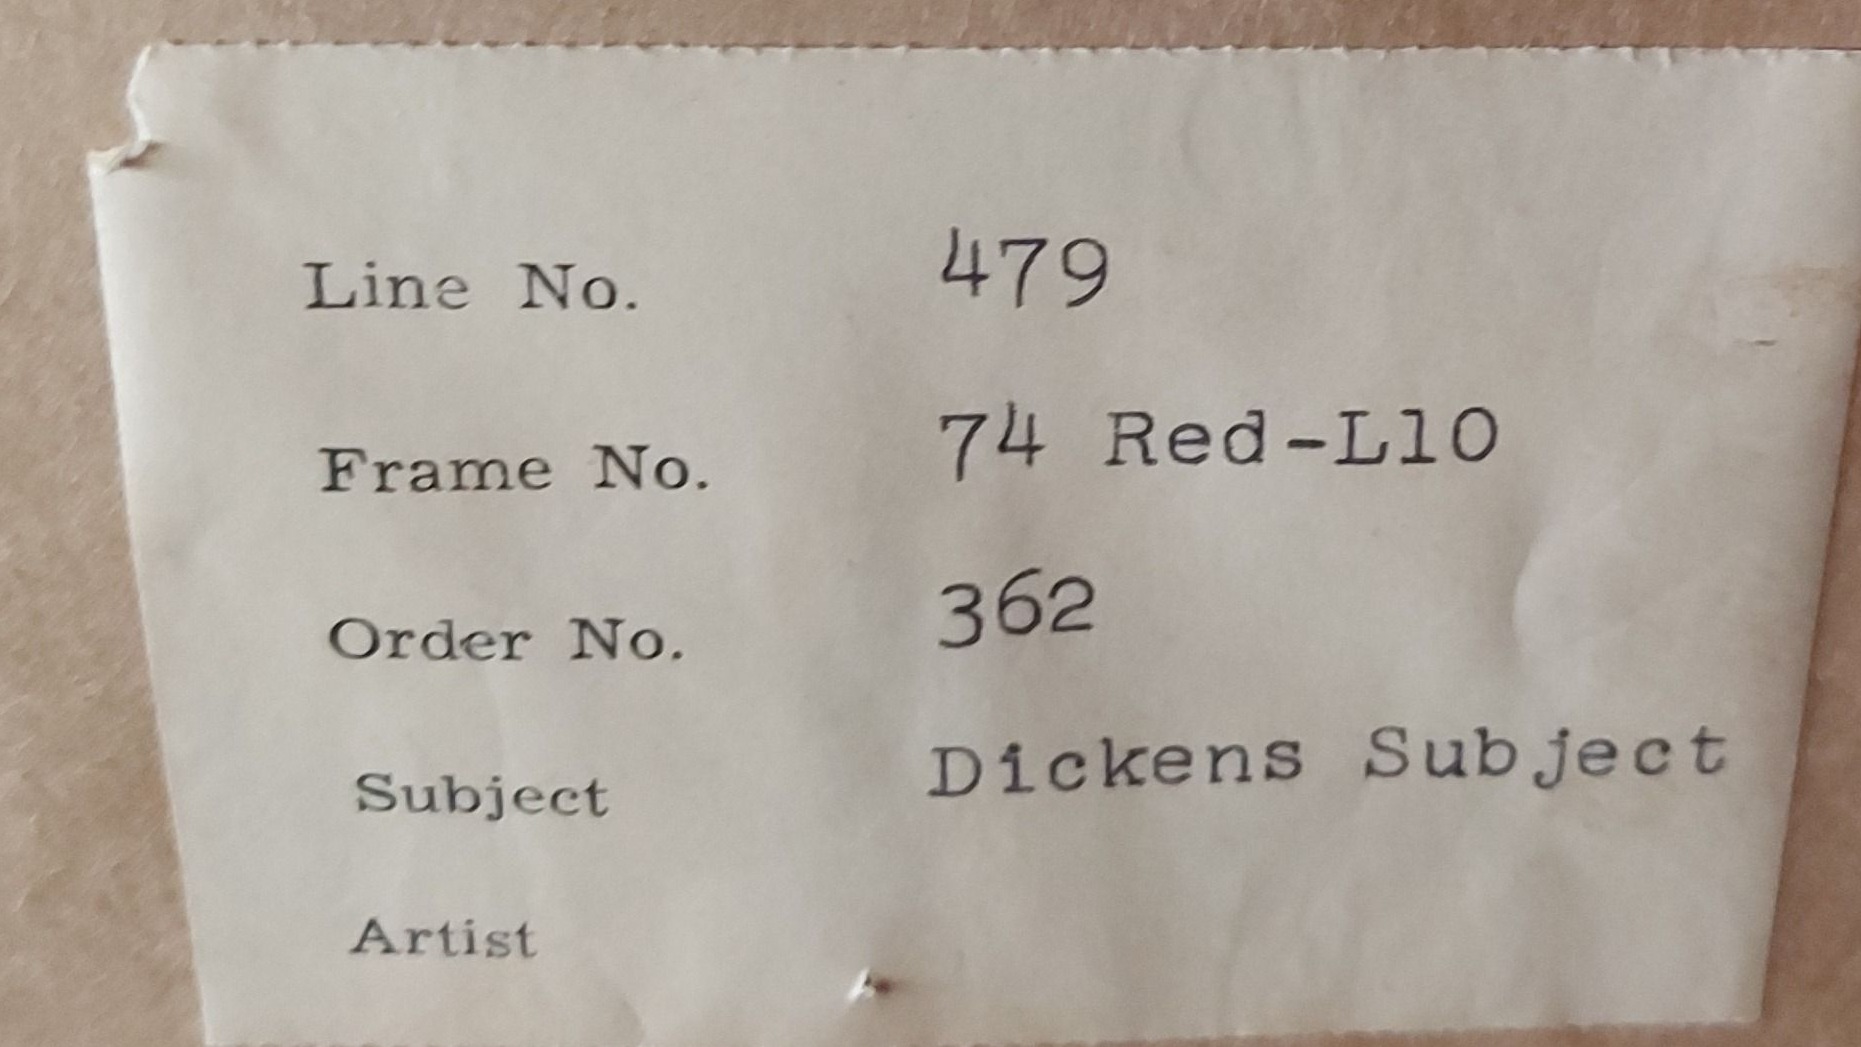 Line No. 479
Frame No. 74 Red-L10
Order No. 362
Subject Dickens Subject
Artist